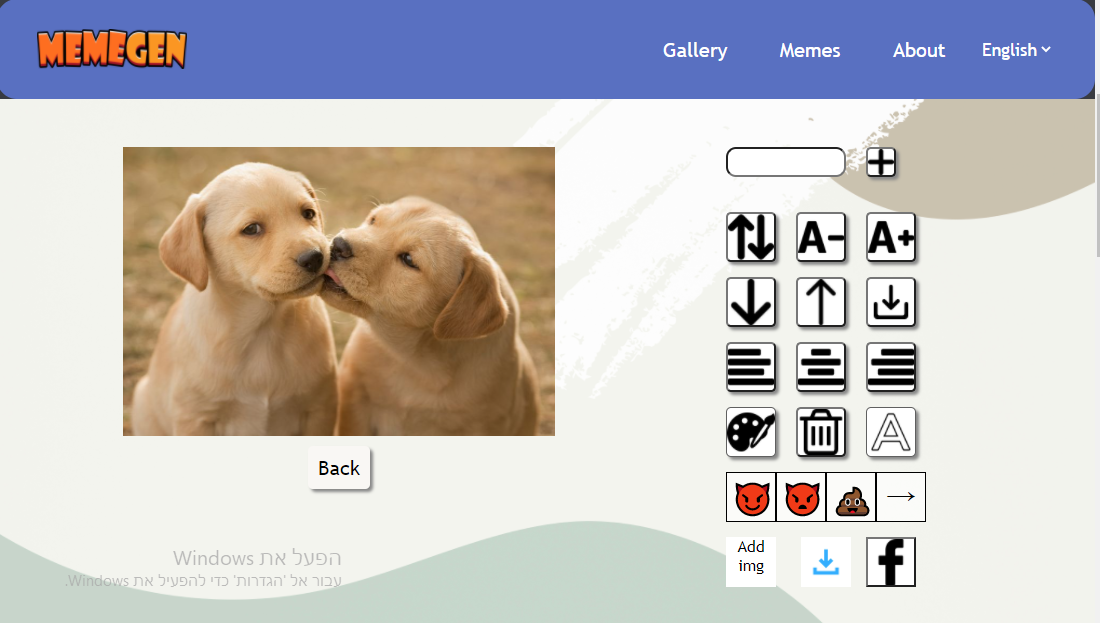 MEMEGEN
Gallery
Memes
About
English
A-
A+
A
Back
Add
img
הפעל את Windows
עבור אל 'הגדרות' כדי להפעיל את Windows.